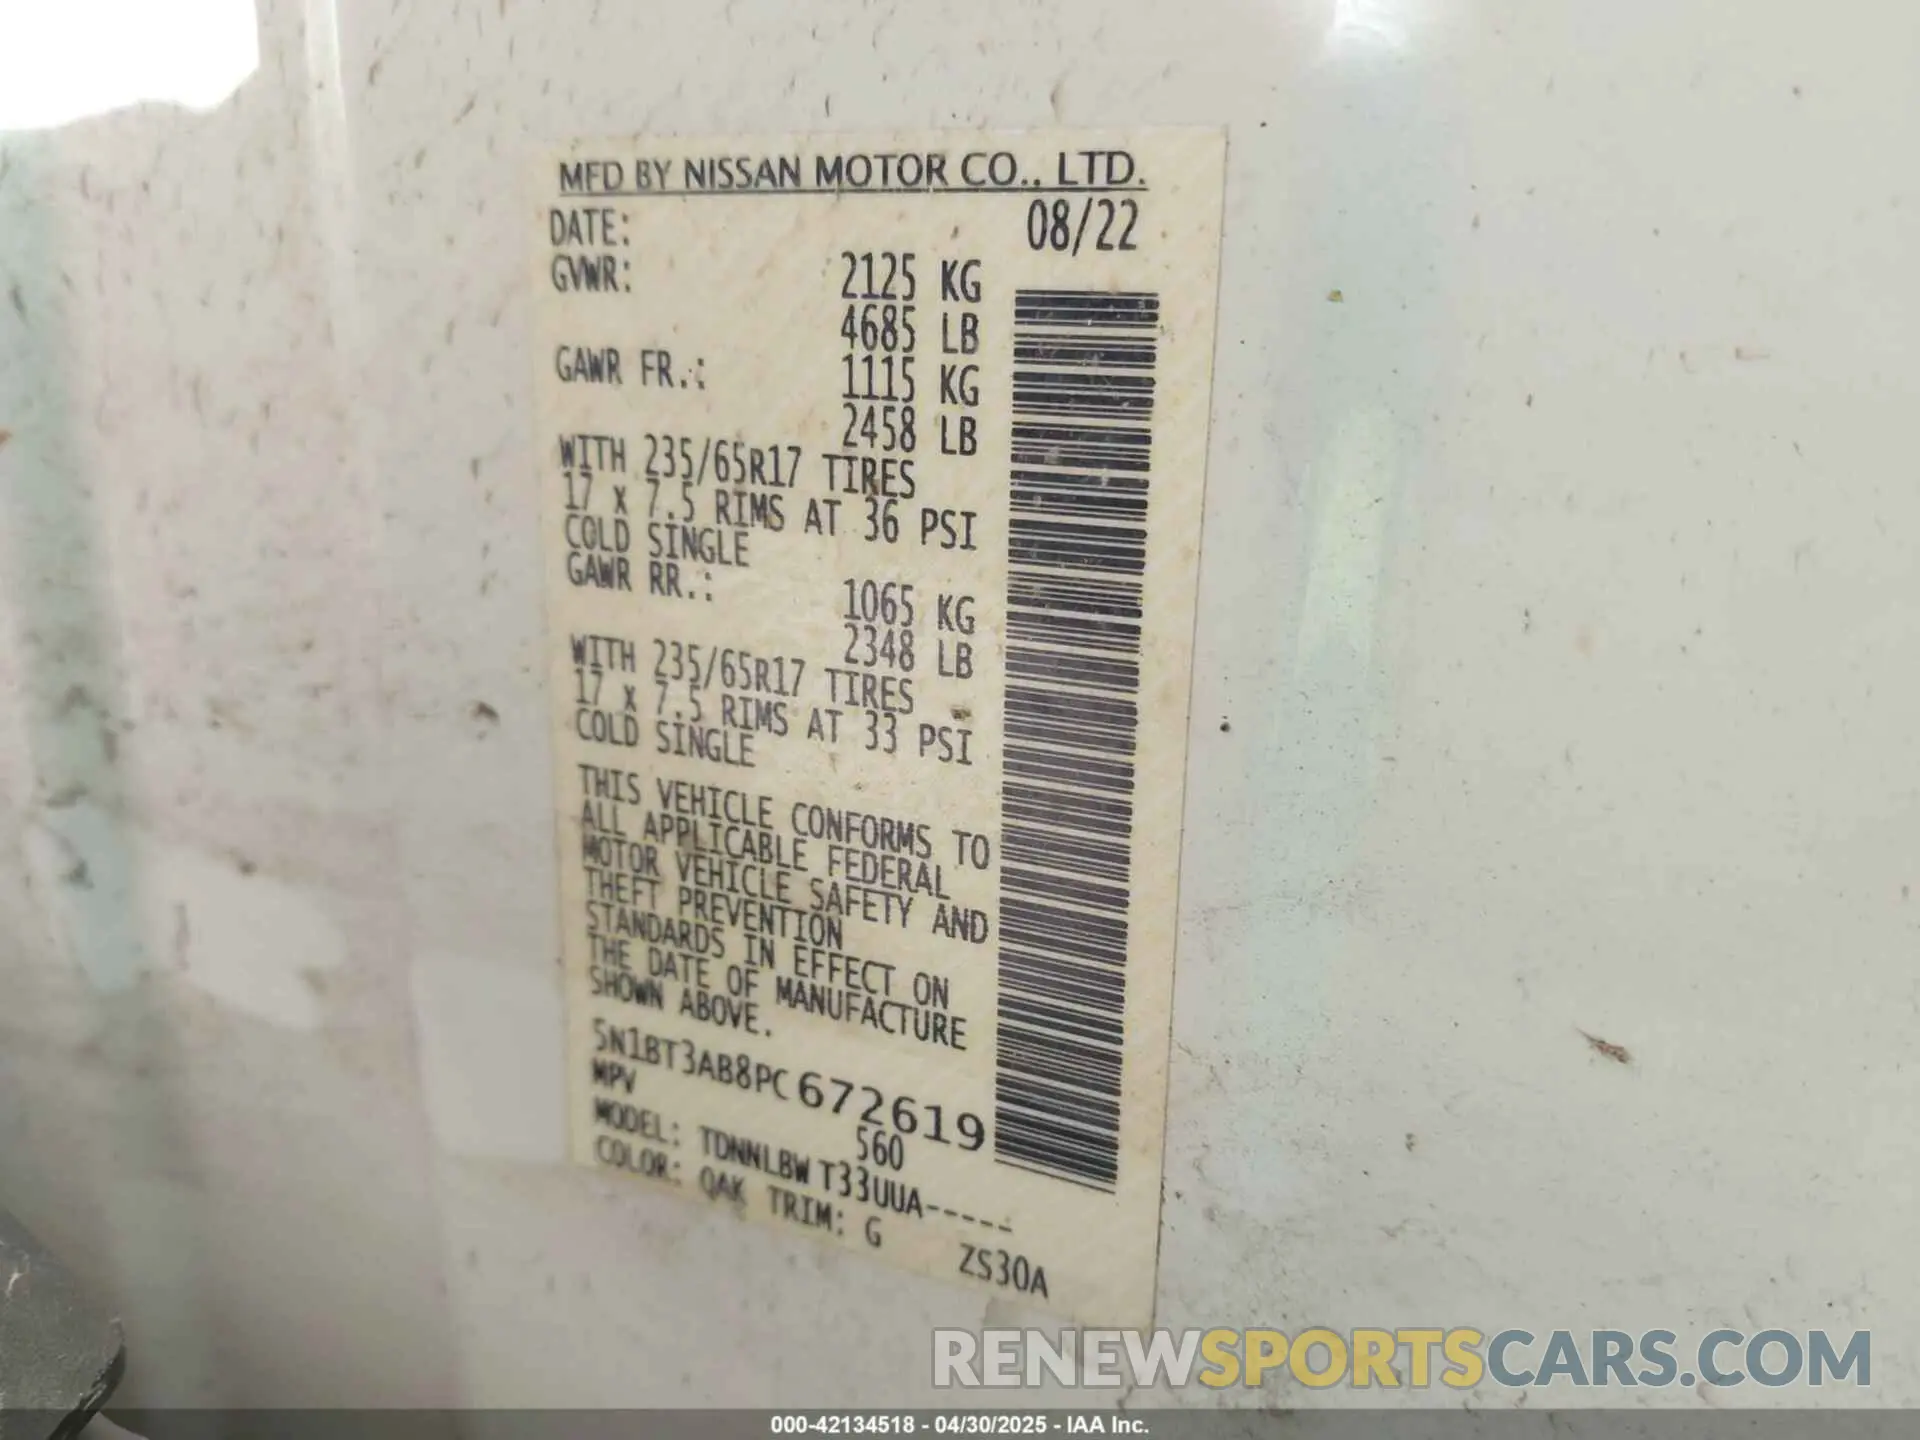 MFD BY NISSAN MOTOR CO., LTD.
DATE: 08/22
GVWR: 2125 KG
4685 LB
GAWR FR.: 1115 KG
2458 LB
WITH 235/65R17 TIRES
17 x 7.5 RIMS AT 36 PSI
COLD SINGLE
GAWR RR.: 1065 KG
2348 LB
WITH 235/65R17 TIRES
17 x 7.5 RIMS AT 33 PSI
COLD SINGLE
THIS VEHICLE CONFORMS TO
ALL APPLICABLE FEDERAL
MOTOR VEHICLE SAFETY AND
THEFT PREVENTION
STANDARDS IN EFFECT ON
THE DATE OF MANUFACTURE
SHOWN ABOVE.
5N1BT3AB8PC672619
MPV 560
MODEL: TDNNLBW T33UUA-----
COLOR: QAK TRIM: G
ZS30A
RENEWSPORTSCARS.COM
000-42134518 - 04/30/2025 - IAA Inc.